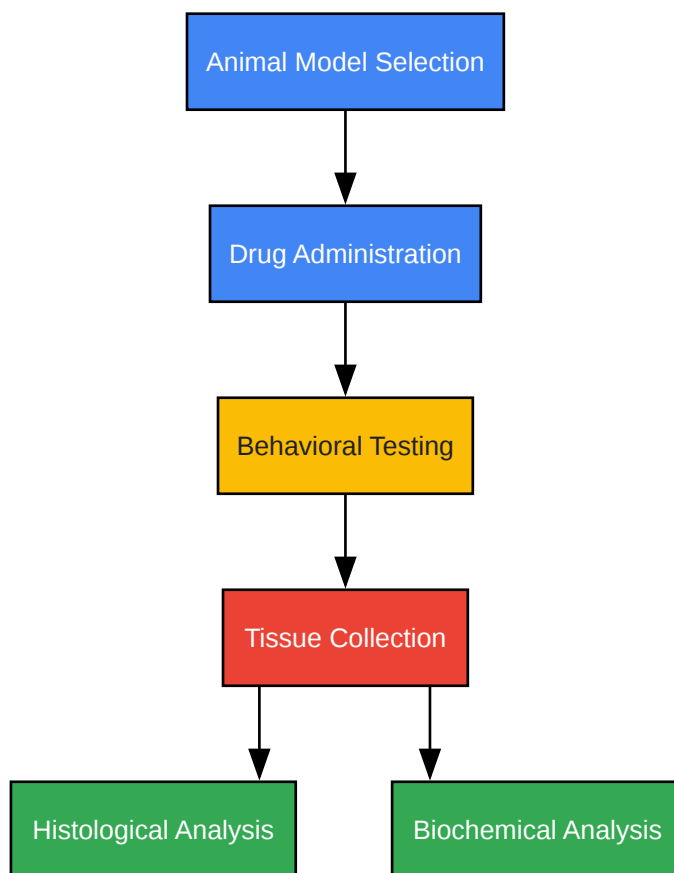 Animal Model Selection
Drug Administration
Behavioral Testing
Tissue Collection
Histological Analysis
Biochemical Analysis